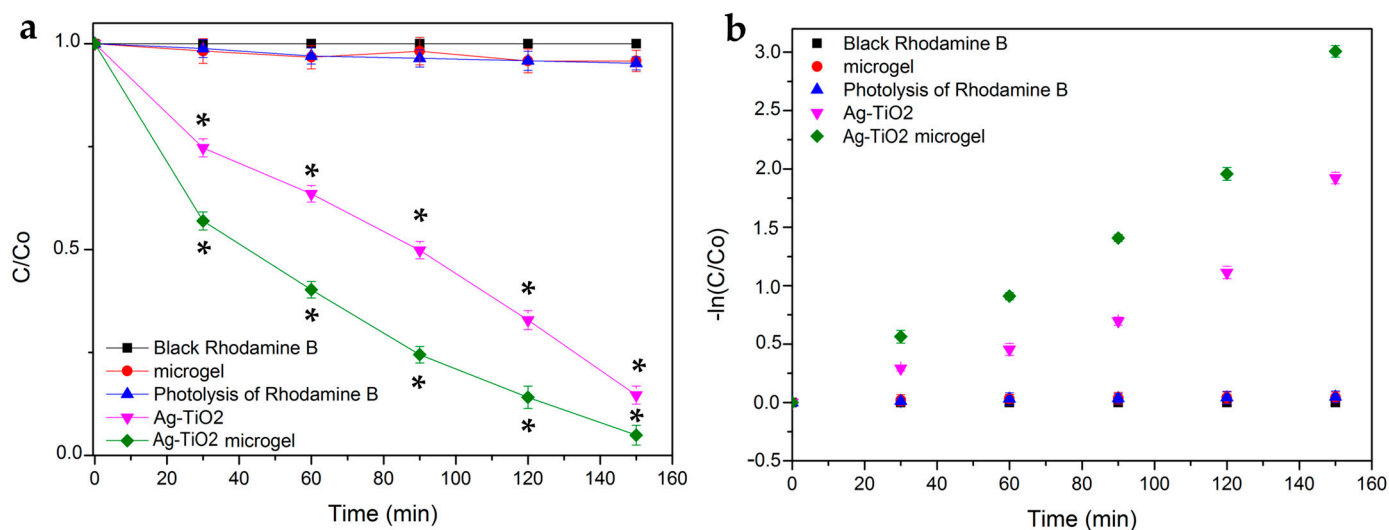 a
1.0
0.5
0.0
C/Co
* * * * *
* * * * *
Black Rhodamine B
microgel
Photolysis of Rhodamine B
Ag-TiO2
Ag-TiO2 microgel
0 20 40 60 80 100 120 140 160
Time (min)
b
3.0
2.5
2.0
1.5
1.0
0.5
0.0
-0.5
-ln(C/Co)
Black Rhodamine B
microgel
Photolysis of Rhodamine B
Ag-TiO2
Ag-TiO2 microgel
0 20 40 60 80 100 120 140 160
Time (min)